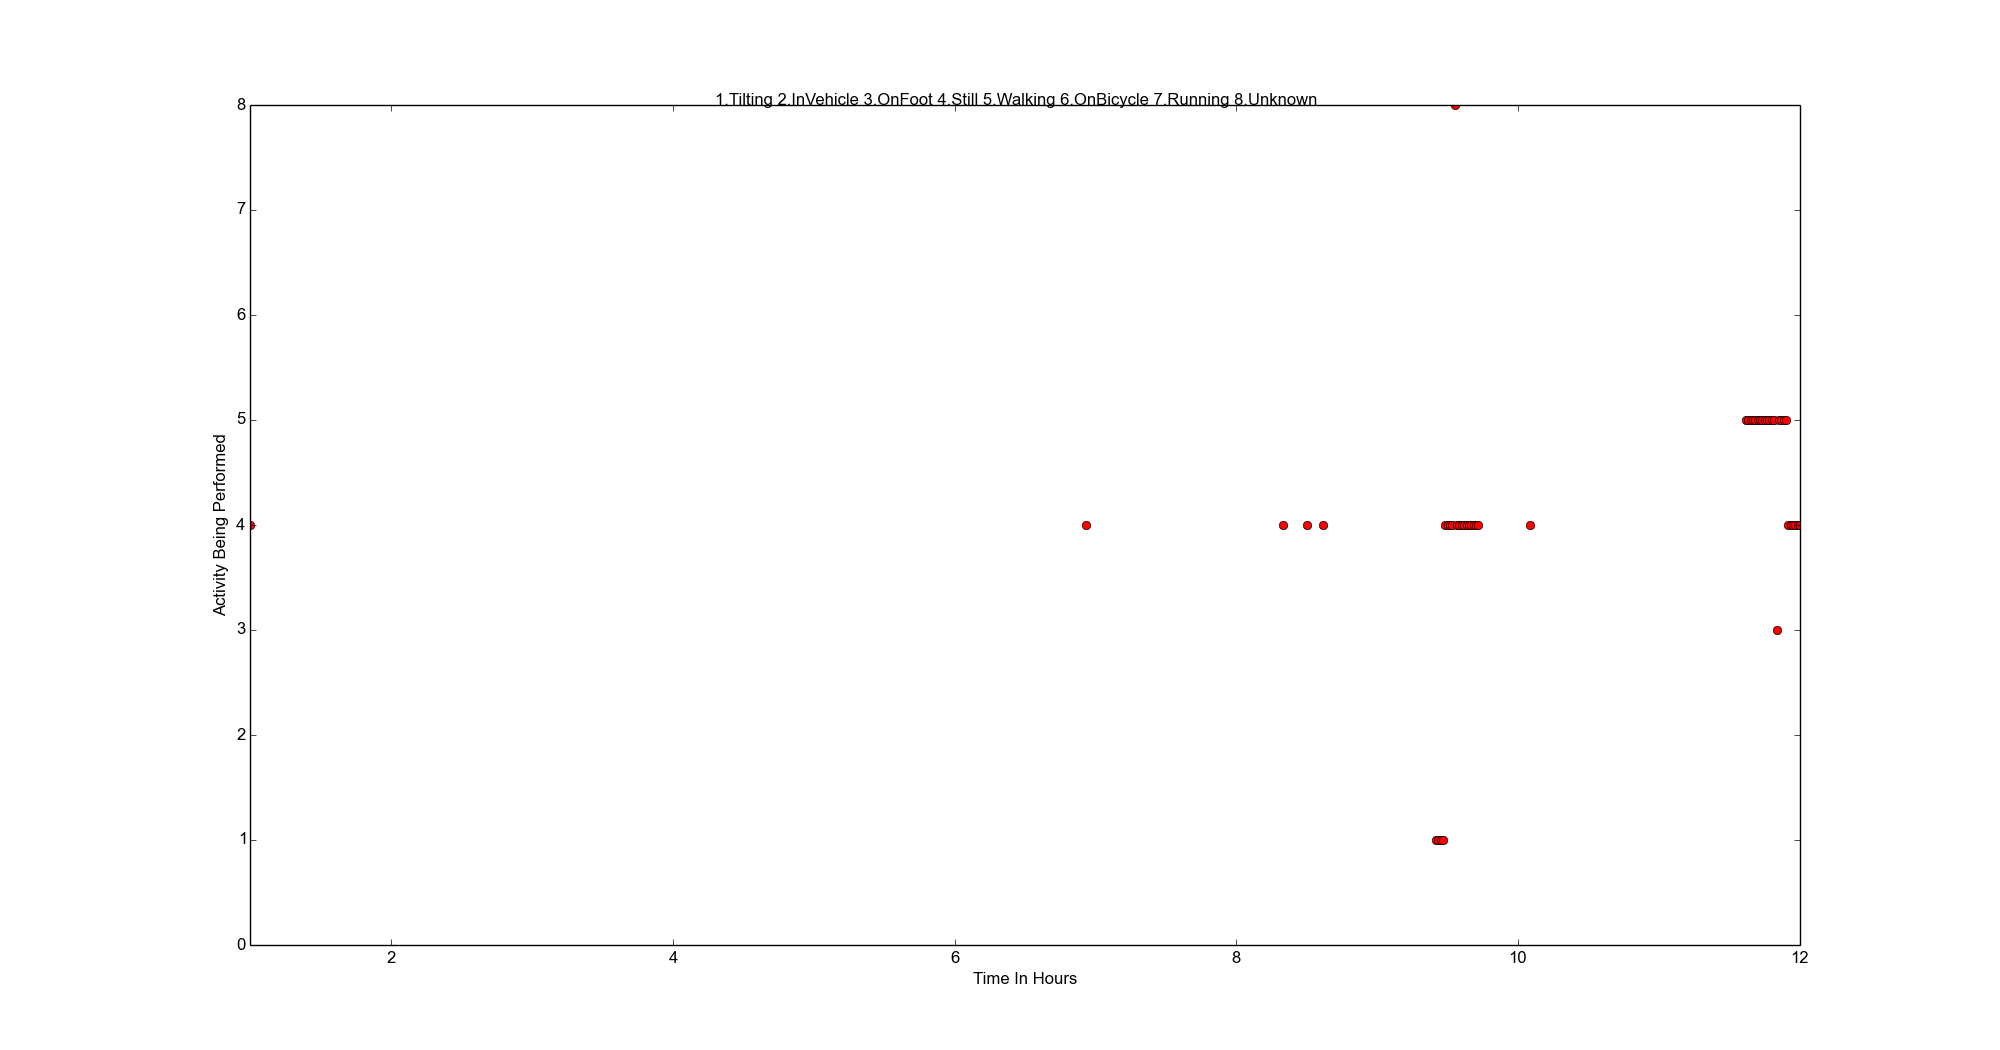 1.Tilting 2.InVehicle 3.OnFoot 4.Still 5.Walking 6.OnBicycle 7.Running 8.Unknown
8
7
6
5
4
3
2
1
0
Activity Being Performed
2 4 6 8 10 12
Time In Hours